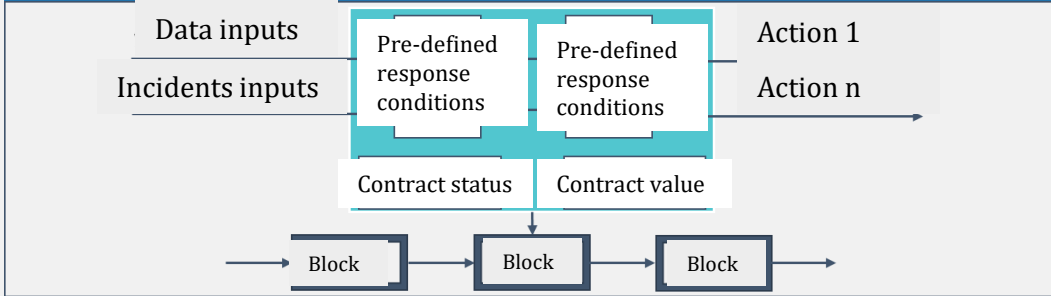 Data inputs
Incidents inputs
Pre-defined
response
conditions
Pre-defined
response
conditions
Action 1
Action n
Contract status
Contract value
Block
Block
Block